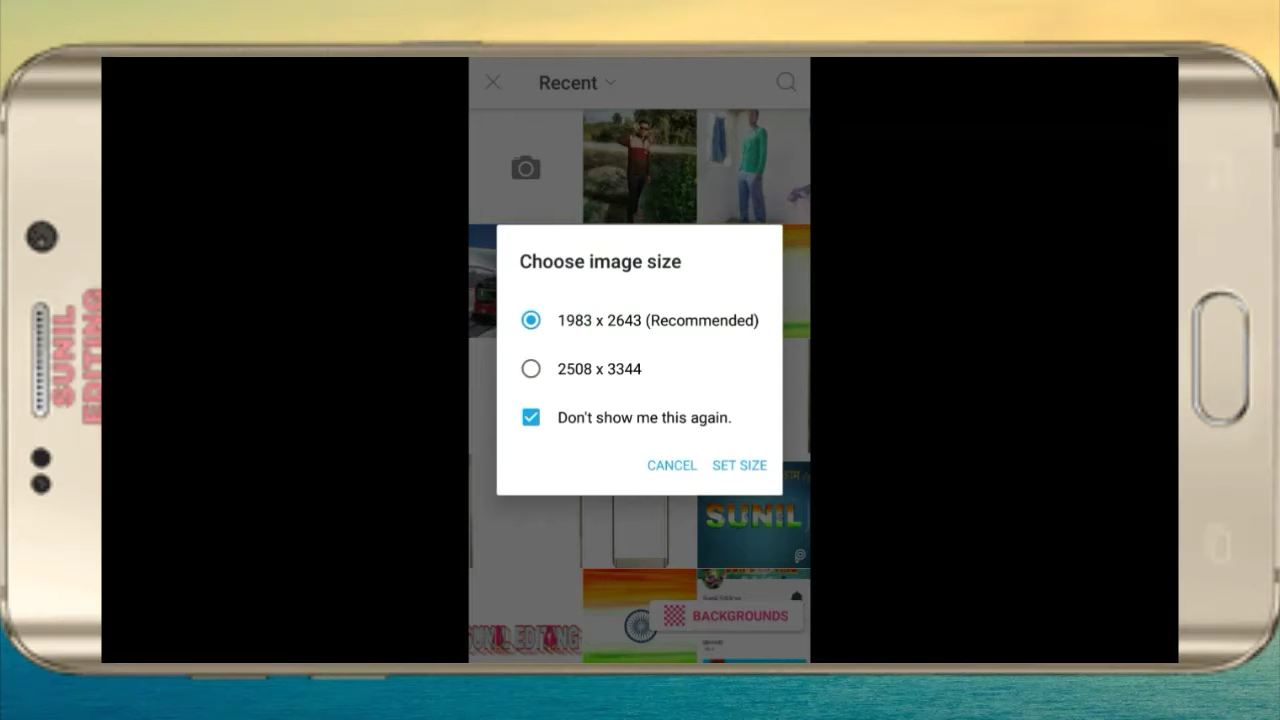 Recent
Choose image size
1983 x 2643 (Recommended)
2508 x 3344
Don't show me this again.
CANCEL SET SIZE
SUNIL
BACKGROUNDS
SUNIL EDITING
SUNIL
EDITING